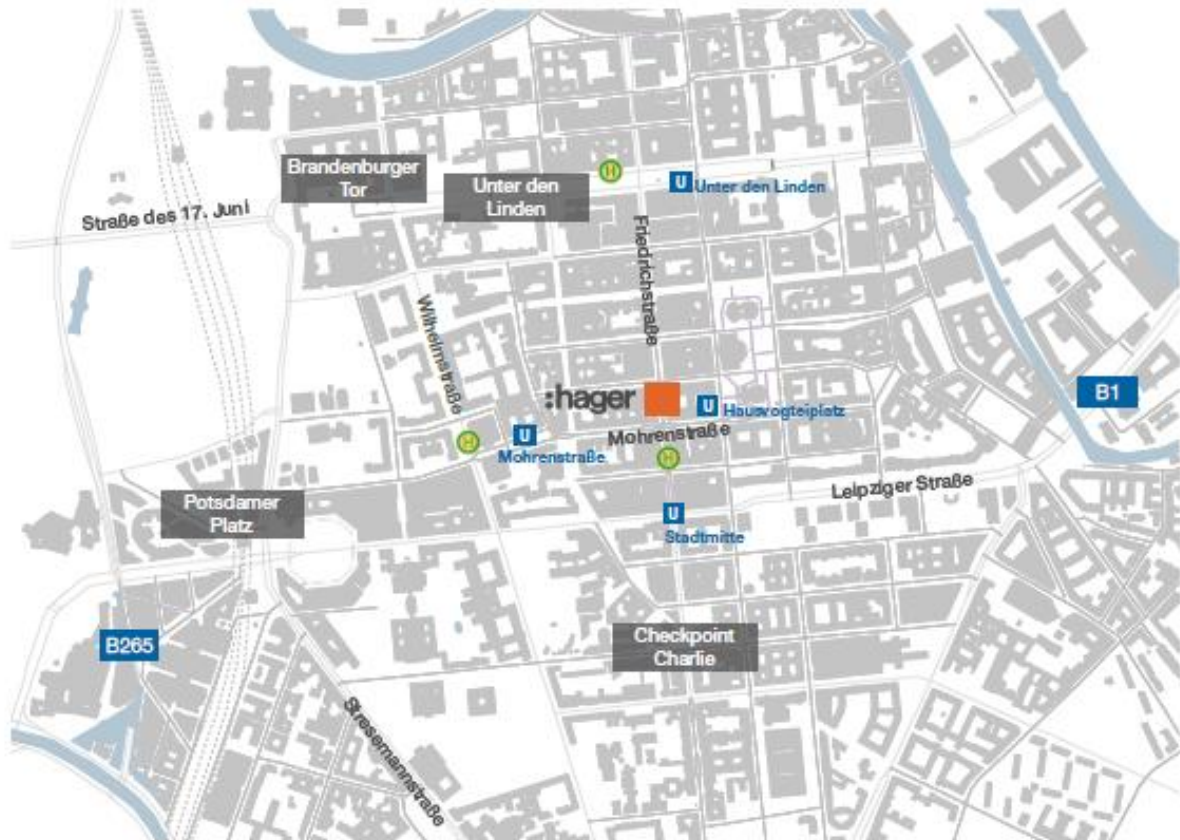 Brandenburger
Tor
Unter den
Linden
H
U
Unter den Linden
Straße des 17. Juni
Friedrichstraße
Wilhelmstraße
:hager
U
Hausvogteiplatz
B1
H
U
Mohrenstraße
Mohrenstraße
H
Leipziger Straße
Potsdamer
Platz
U
Stadtmitte
B265
Checkpoint
Charlie
Stresemannstraße